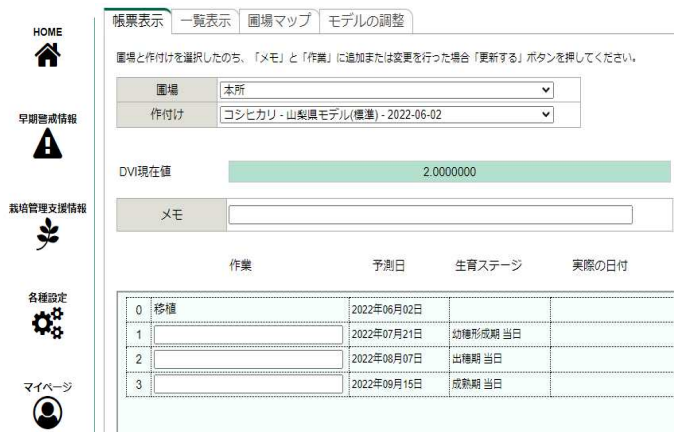 帳票表示 一覧表示 圃場マップ モデルの調整
HOME
圃場と作付けを選択したのち、「メモ」と「作業」に追加または変更を行った場合「更新する」ボタンを押してください。
圃場 本所
作付け コシヒカリ - 山梨県モデル(標準) - 2022-06-02
早期警戒情報
DVI現在値 2.0000000
栽培管理支援情報
メモ
作業 予測日 生育ステージ 実際の日付
各種設定
0 移植 2022年06月02日
1 2022年07月21日 幼穂形成期 当日
2 2022年08月07日 出穂期 当日
3 2022年09月15日 成熟期 当日
マイページ